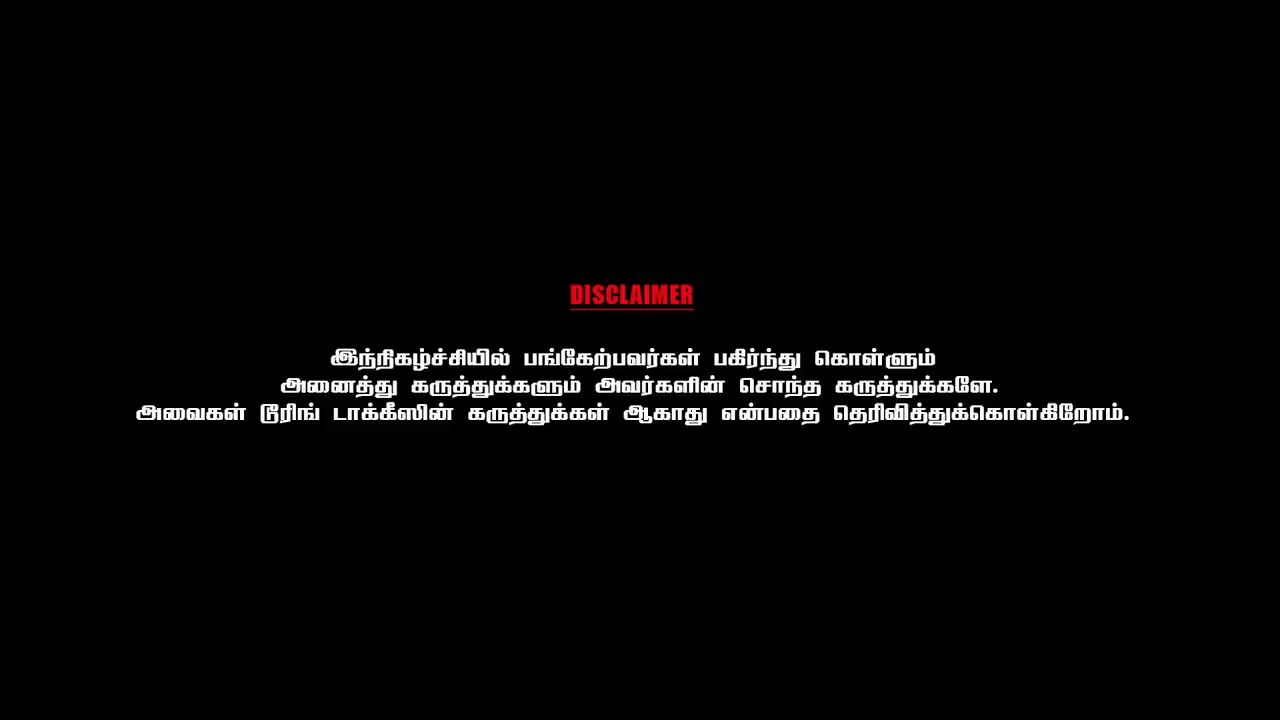 DISCLAIMER
இந்நிகழ்ச்சியில் பங்கேற்பவர்கள் பகிர்ந்து கொள்ளும்
அனைத்து கருத்துக்களும் அவர்களின் சொந்த கருத்துக்களே.
அவைகள் டூரிங் டாக்கீஸின் கருத்துக்கள் ஆகாது என்பதை தெரிவித்துக்கொள்கிறோம்.